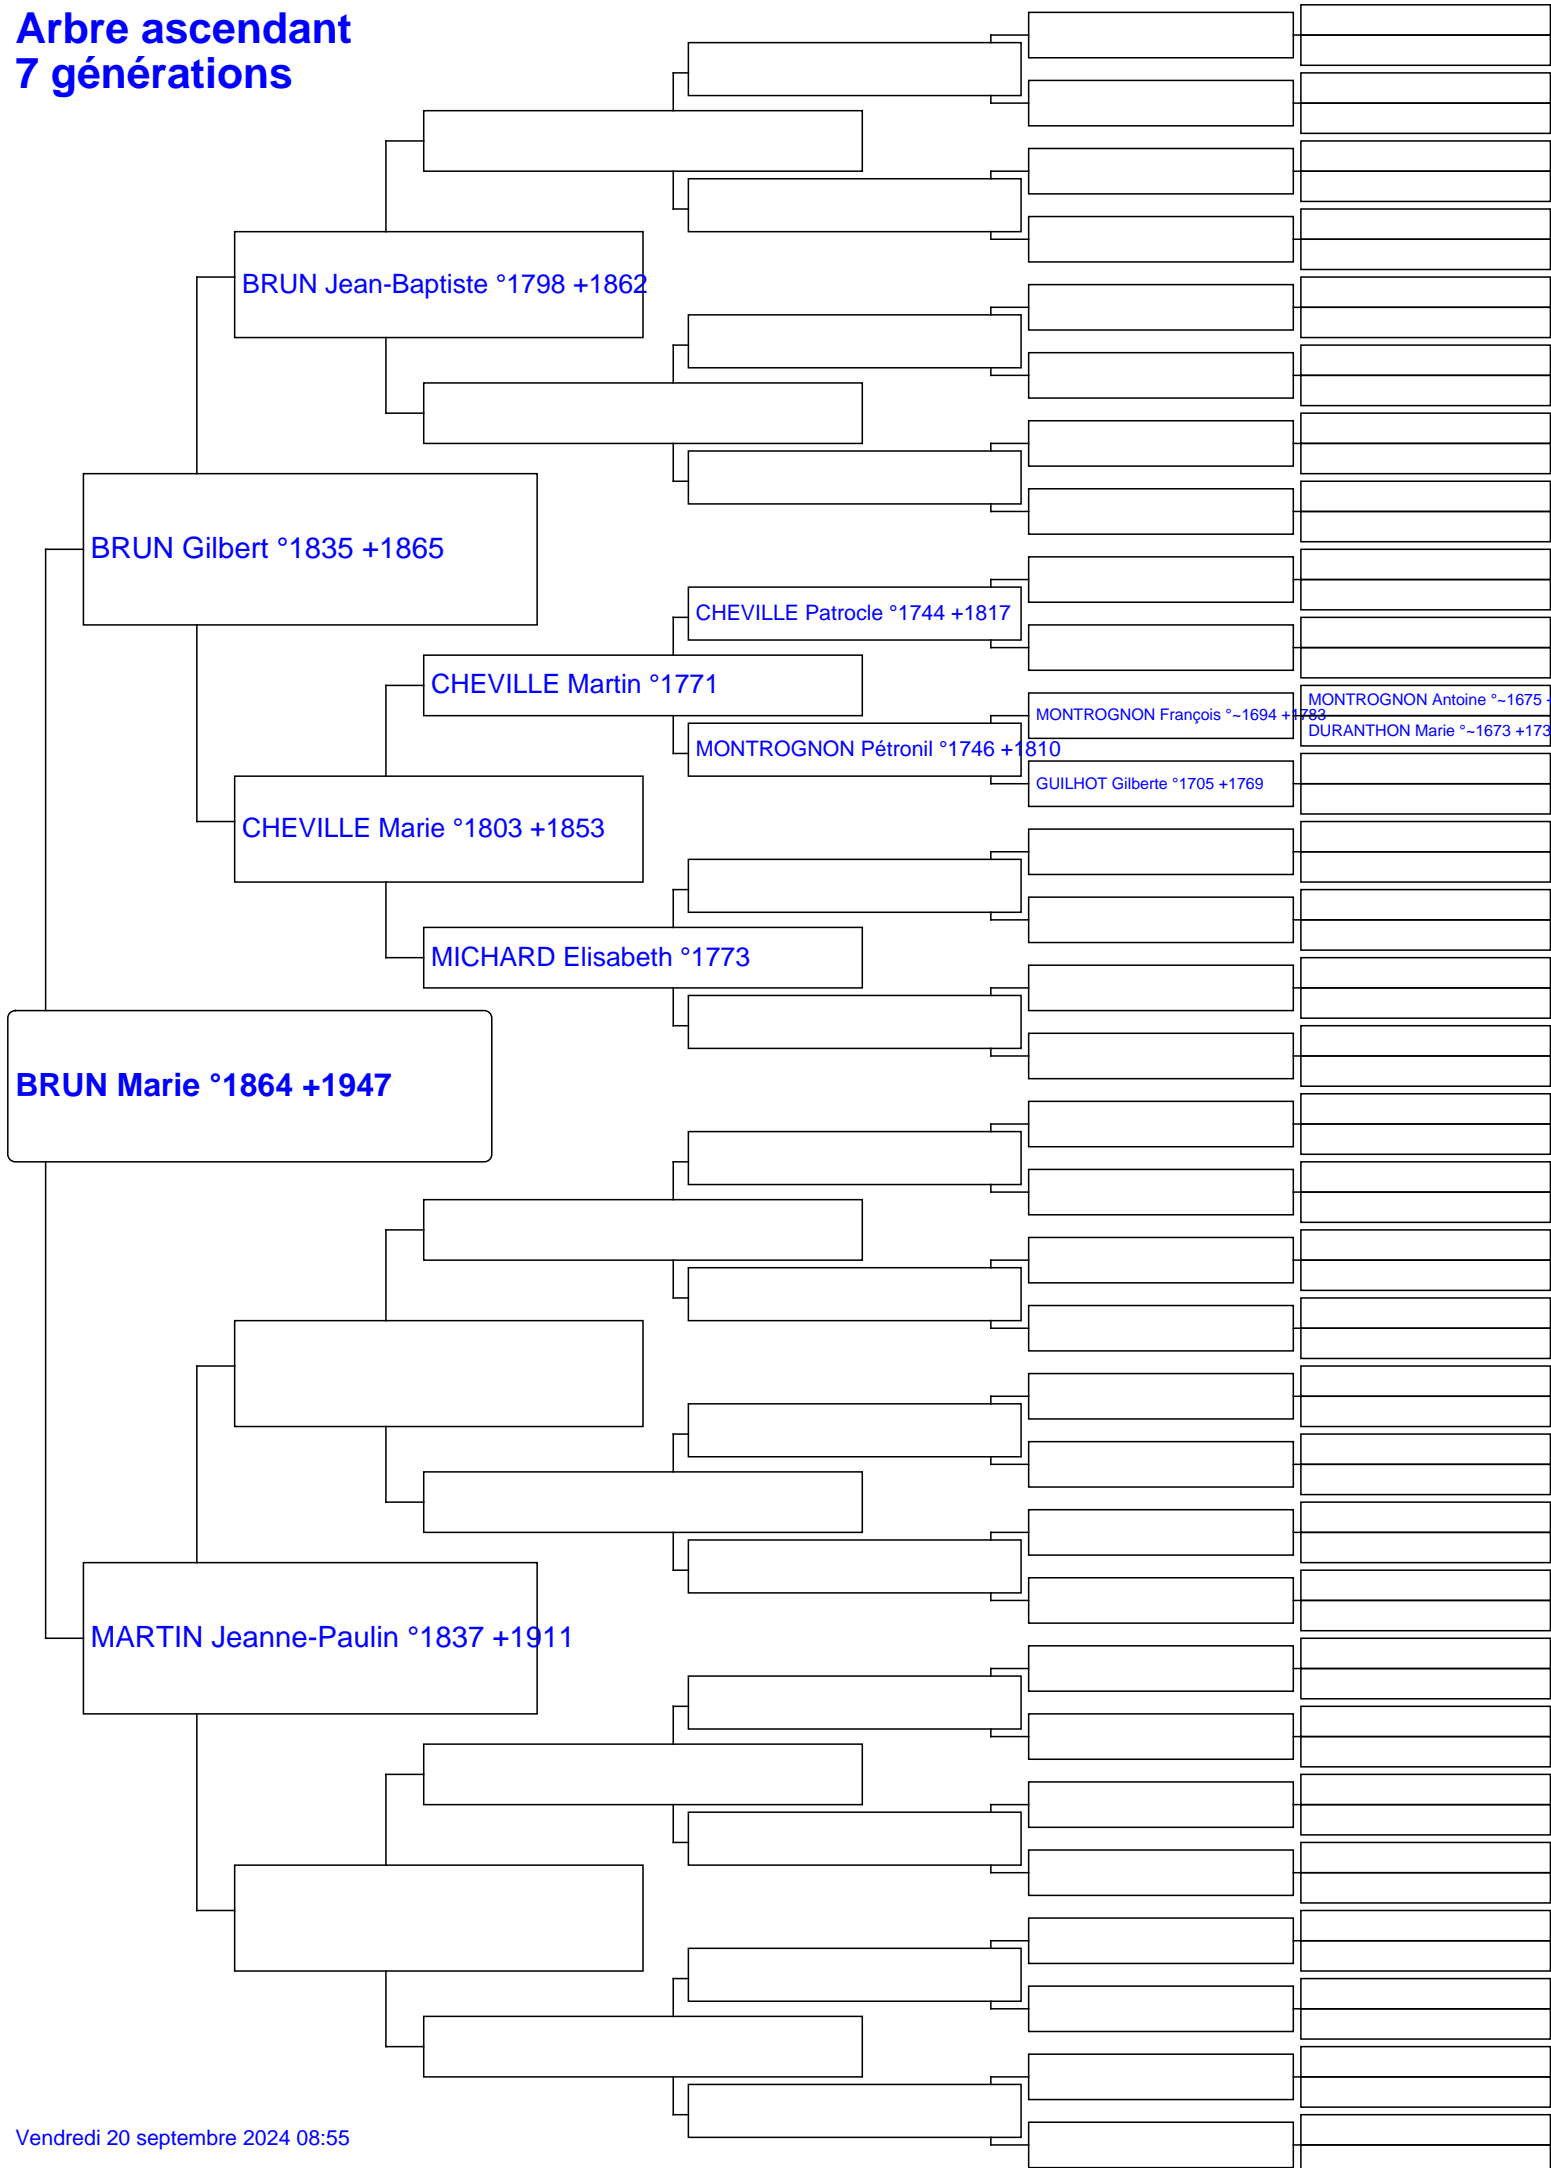 Arbre ascendant
7 générations
BRUN Jean-Baptiste °1798 +1862
BRUN Gilbert °1835 +1865
CHEVILLE Patrocle °1744 +1817
CHEVILLE Martin °1771
MONTROGNON Antoine °~1675 +
MONTROGNON François °~1694 +1783
DURANTHON Marie °~1673 +173
MONTROGNON Pétronil °1746 +1810
GUILHOT Gilberte °1705 +1769
CHEVILLE Marie °1803 +1853
MICHARD Elisabeth °1773
BRUN Marie °1864 +1947
MARTIN Jeanne-Paulin °1837 +1911
Vendredi 20 septembre 2024 08:55